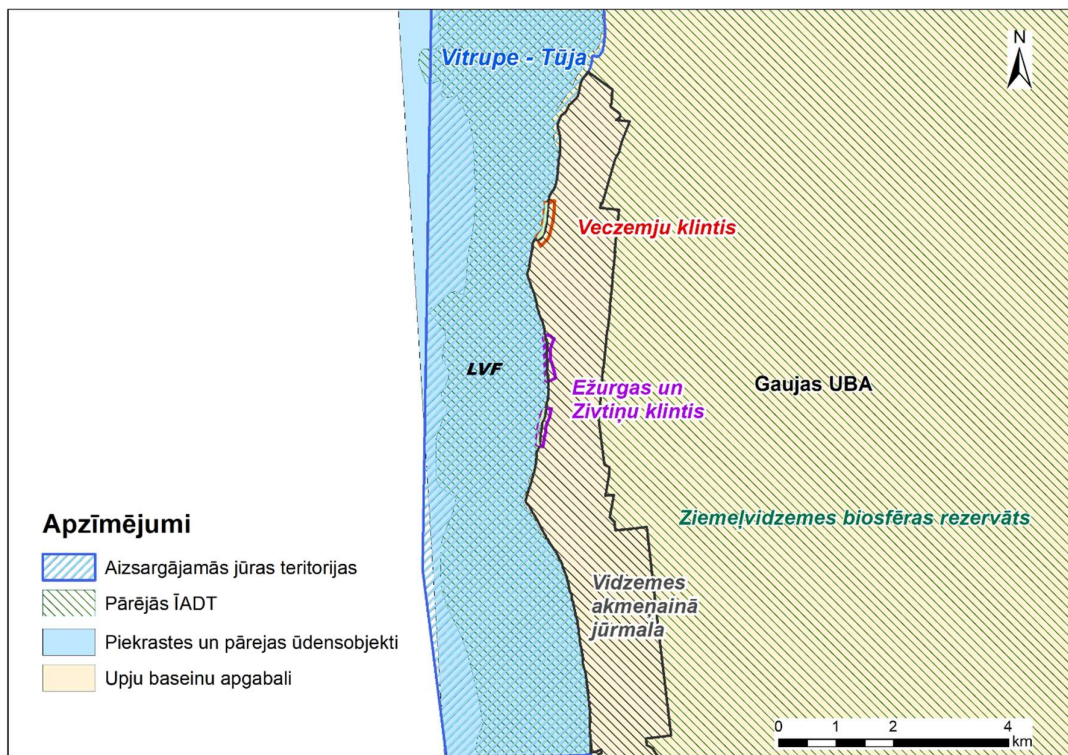 N
Vitrupe - Tūja
Veczemju klintis
LVF
Ežurgas un
Zivtiņu klintis
Gaujas UBA
Ziemeļvidzemes biosfēras rezervāts
Vidzemes
akmeņainā
jūrmala
Apzīmējumi
Aizsargājamās jūras teritorijas
Pārējās ĪADT
Piekrastes un pārejas ūdensobjekti
Upju baseinu apgabali
0 1 2 4
km